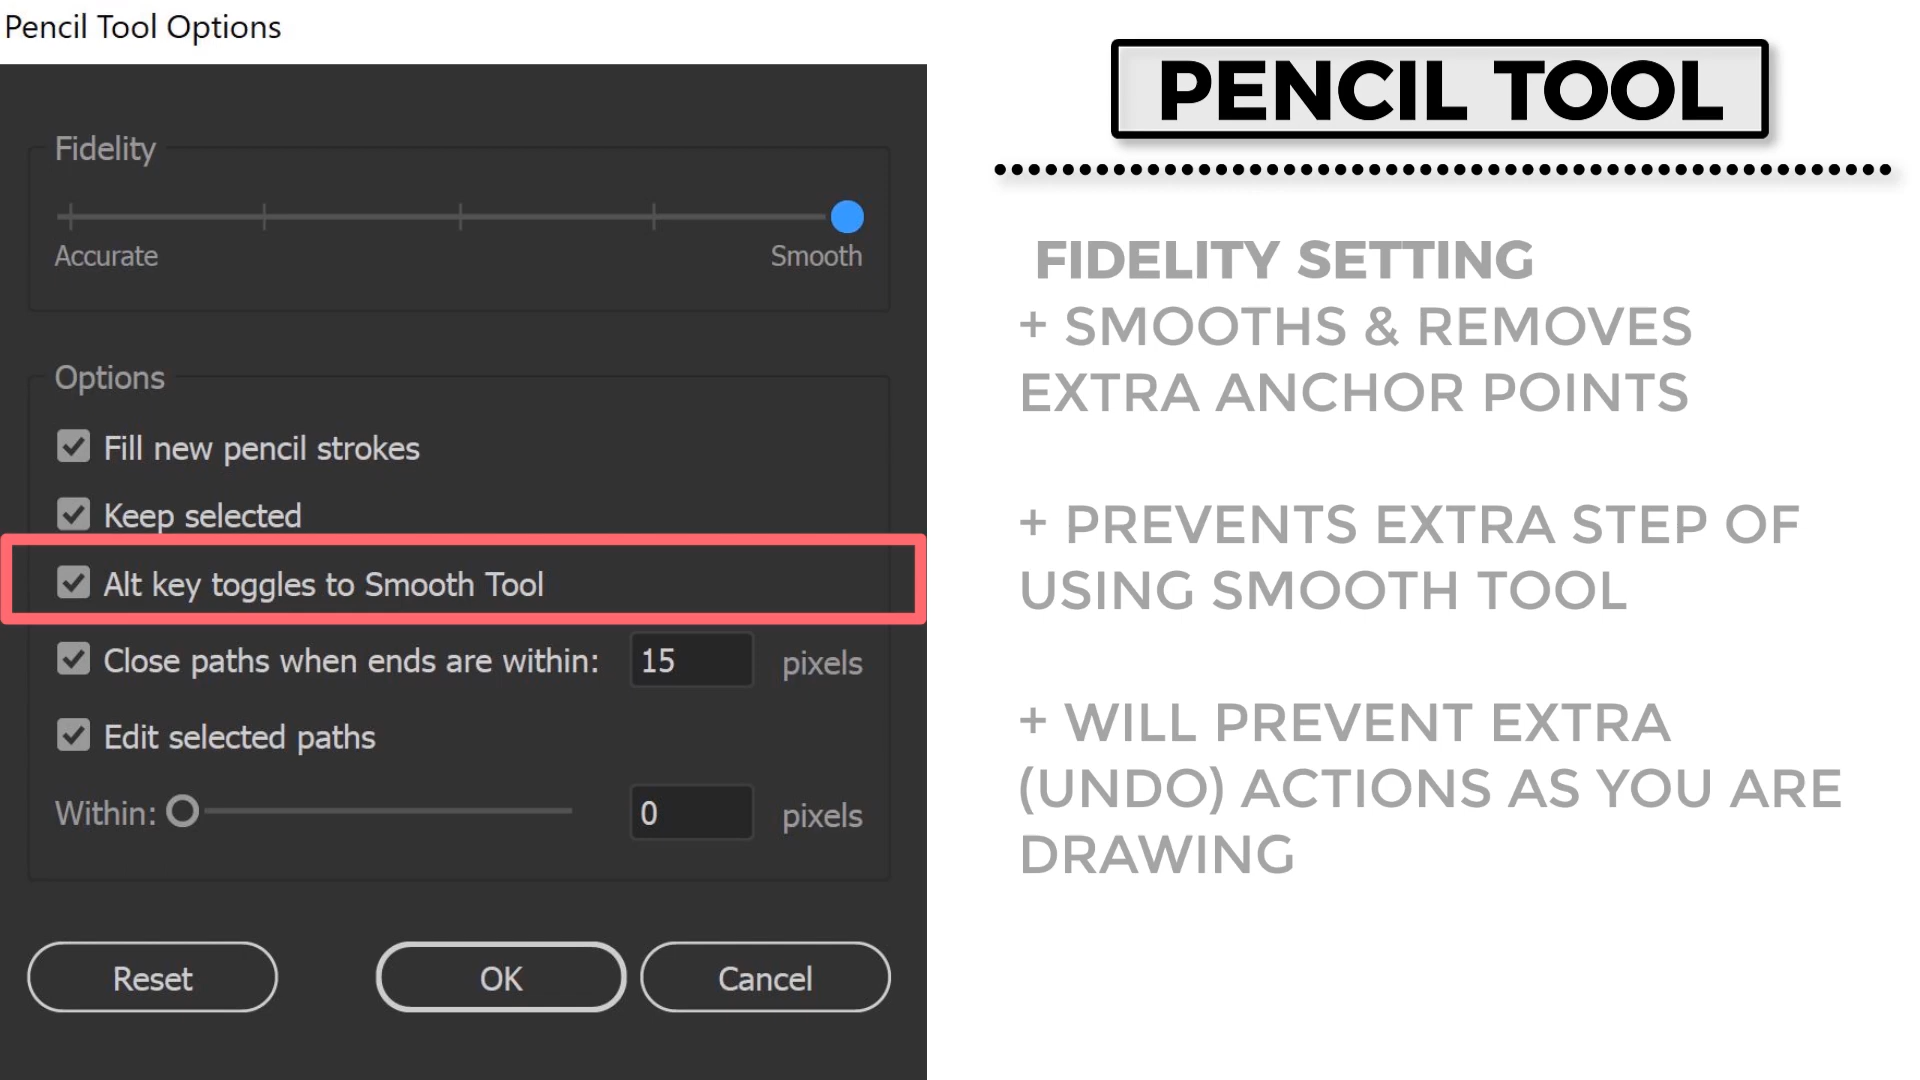 Pencil Tool Options
Fidelity
Accurate
Smooth
Options
Fill new pencil strokes
Keep selected
Alt key toggles to Smooth Tool
Close paths when ends are within: 15 pixels
Edit selected paths
Within: 0 pixels
Reset
OK
Cancel
PENCIL TOOL
FIDELITY SETTING
+ SMOOTHS & REMOVES
EXTRA ANCHOR POINTS
+ PREVENTS EXTRA STEP OF
USING SMOOTH TOOL
+ WILL PREVENT EXTRA
(UNDO) ACTIONS AS YOU ARE
DRAWING